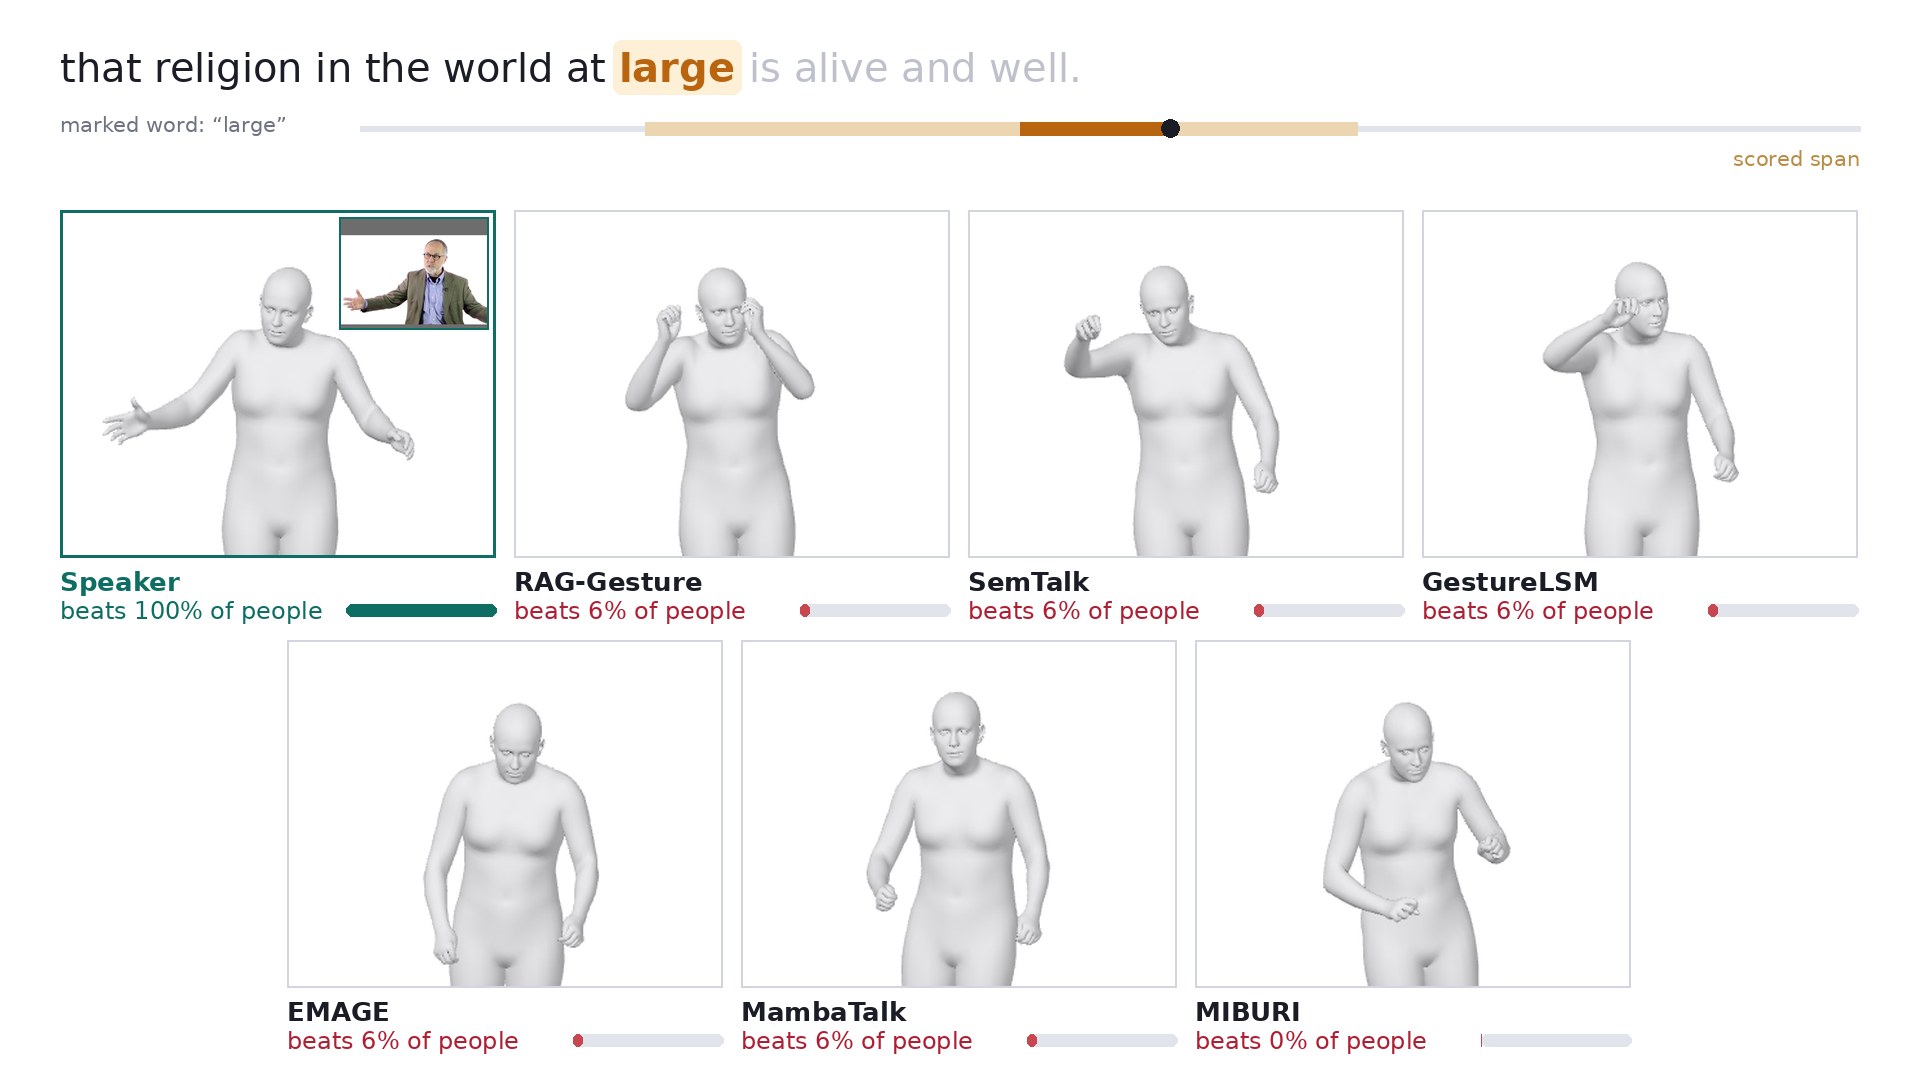 that religion in the world at large is alive and well.
marked word: “large”
scored span
Speaker
beats 100% of people
RAG-Gesture
beats 6% of people
SemTalk
beats 6% of people
GestureLSM
beats 6% of people
EMAGE
beats 6% of people
MambaTalk
beats 6% of people
MIBURI
beats 0% of people